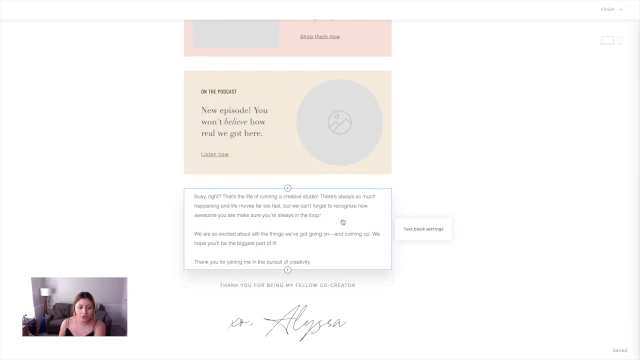 Finish
Shop them now
ON THE PODCAST
New episode! You
won't believe how
real we got here.
Listen now
Busy, right? That's the life of running a creative studio! There's always so much
happening and life moves far too fast, but we can't forget to recognize how
awesome you are make sure you're always in the loop!
We are so excited about all! the things we've got going on—and coming up. We
hope you'll be the biggest part of it!
Thank you for joining me in the pursuit of creativity.
Text block settings
THANK YOU FOR BEING MY FELLOW CO-CREATOR
xo, Alyssa
Saved